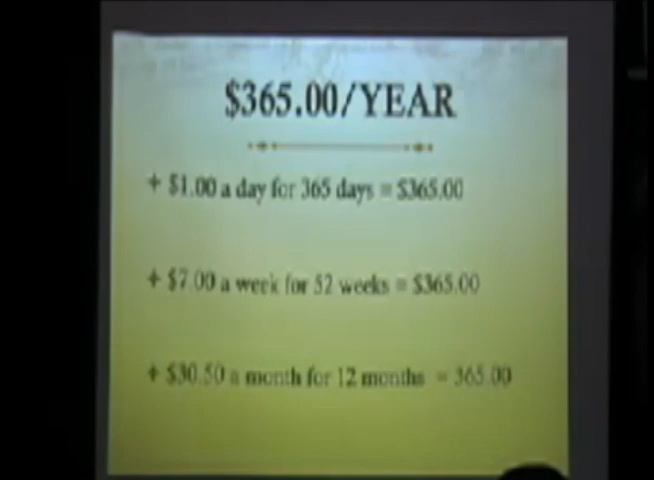 $365.00/YEAR
+ $1.00 a day for 365 days = $365.00
+ $7.00 a week for 52 weeks = $365.00
+ $30.50 a month for 12 months = 365.00